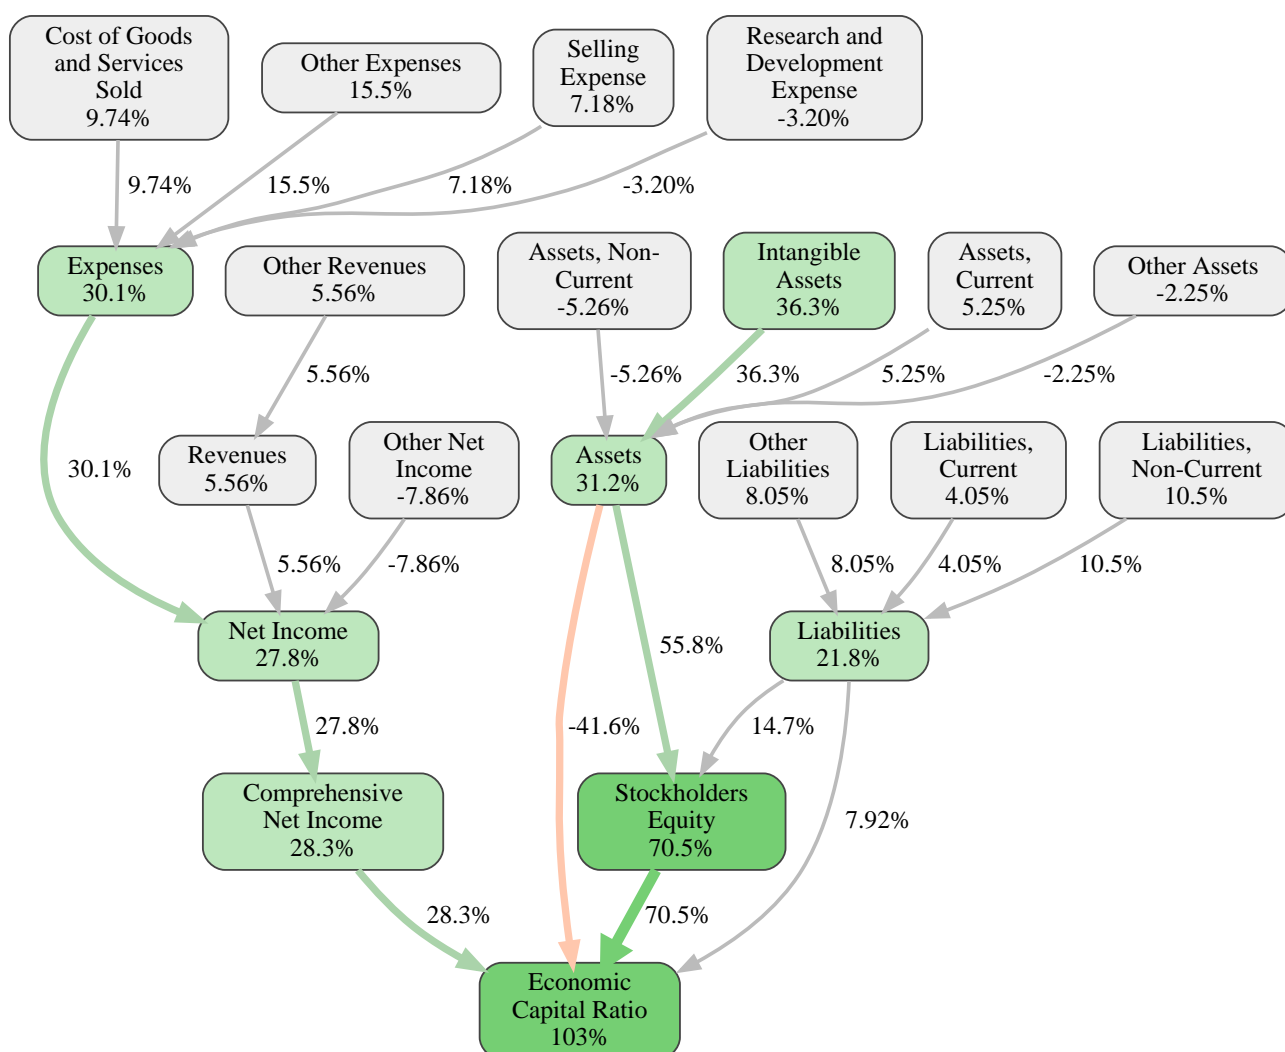 Cost of Goods
and Services
Sold
9.74%
Other Expenses
15.5%
Selling
Expense
7.18%
Research and
Development
Expense
-3.20%
9.74%
15.5%
7.18%
-3.20%
Expenses
30.1%
Other Revenues
5.56%
Assets, Non-
Current
-5.26%
Intangible
Assets
36.3%
Assets,
Current
5.25%
Other Assets
-2.25%
5.56%
-5.26%
36.3%
5.25%
-2.25%
30.1%
Revenues
5.56%
Other Net
Income
-7.86%
Assets
31.2%
Other
Liabilities
8.05%
Liabilities,
Current
4.05%
Liabilities,
Non-Current
10.5%
5.56%
-7.86%
8.05%
4.05%
10.5%
Net Income
27.8%
55.8%
Liabilities
21.8%
27.8%
-41.6%
14.7%
Comprehensive
Net Income
28.3%
Stockholders
Equity
70.5%
7.92%
28.3%
70.5%
Economic
Capital Ratio
103%